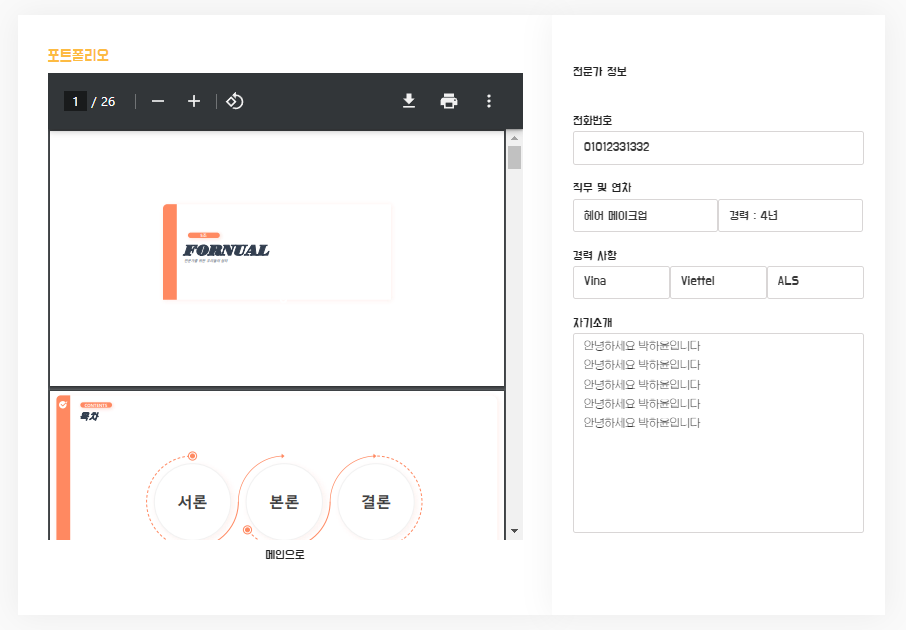 포트폴리오
1 / 26
FORNUAL
CONTENTS
목차
서론
본론
결론
메인으로
전문가 정보
전화번호
01012331332
직무 및 연차
헤어 메이크업
경력 : 4년
경력 사항
Vina
Viettel
ALS
자기소개
안녕하세요 박하윤입니다
안녕하세요 박하윤입니다
안녕하세요 박하윤입니다
안녕하세요 박하윤입니다
안녕하세요 박하윤입니다